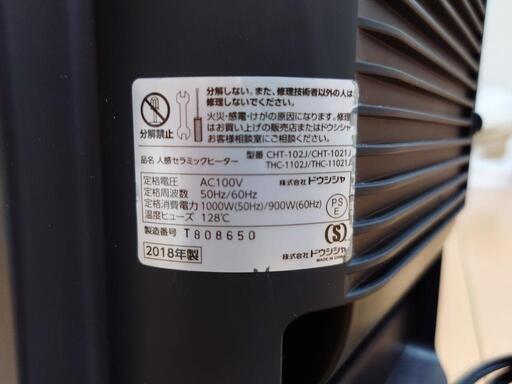 分解しない。また、修理技術者以外の人は、
修理しないでください。
火災・感電・けがの原因になります。修理
はお買い上げの販売店またはドウシシャ
お客様相談室にご相談ください。
分解禁止
品名 人感セラミックヒーター
型番 CHT-102J/CHT-1021J
THC-1102J/THC-11021J
定格電圧 AC100V
株式会社ドウシシャ
定格周波数 50Hz/60Hz
定格消費電力 1000W(50Hz)/900W(60Hz)
温度ヒューズ 128℃
PS
E
製造番号 T808650
S
2018年製
株式会社ドウシシャ
MADE IN CHINA